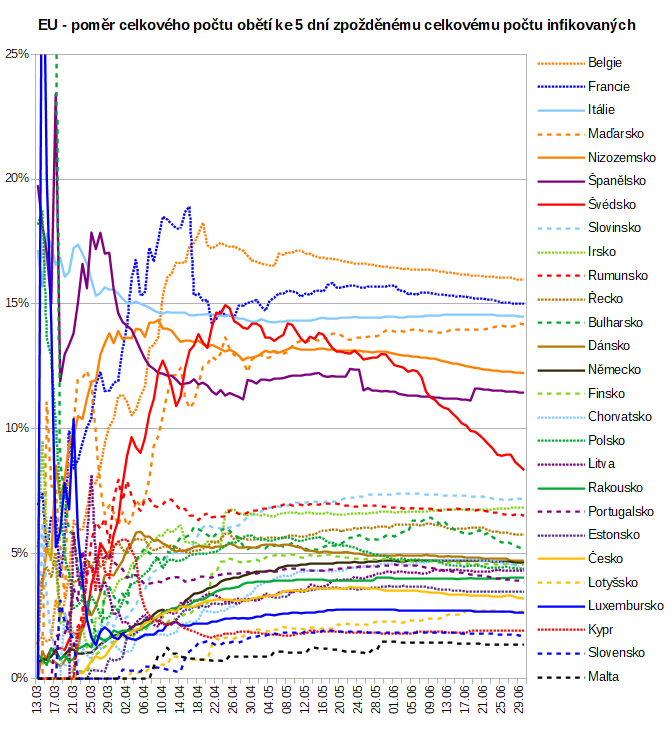 EU - poměr celkového počtu obětí ke 5 dní zpožděnému celkovému počtu infikovaných
25%
20%
15%
10%
5%
0%
13.03
17.03
21.03
25.03
29.03
02.04
06.04
10.04
14.04
18.04
22.04
26.04
30.04
04.05
08.05
12.05
16.05
20.05
24.05
28.05
01.06
05.06
09.06
13.06
17.06
21.06
25.06
29.06
Belgie
Francie
Itálie
Maďarsko
Nizozemsko
Španělsko
Švédsko
Slovinsko
Irsko
Rumunsko
Řecko
Bulharsko
Dánsko
Německo
Finsko
Chorvatsko
Polsko
Litva
Rakousko
Portugalsko
Estonsko
Česko
Lotyšsko
Luxembursko
Kypr
Slovensko
Malta